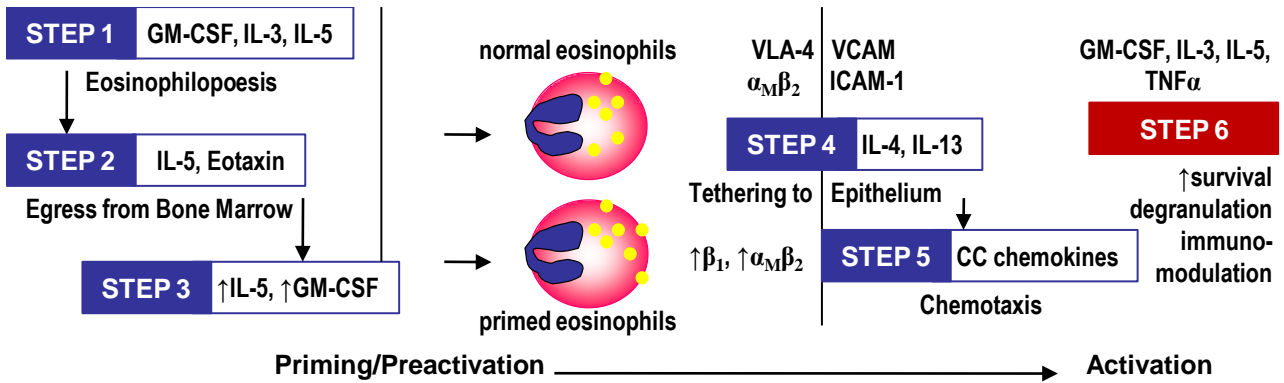 STEP 1 GM-CSF, IL-3, IL-5
Eosinophilopoesis
STEP 2 IL-5, Eotaxin
Egress from Bone Marrow
STEP 3 ↑IL-5, ↑GM-CSF
normal eosinophils
primed eosinophils
VLA-4 VCAM
αMβ2 ICAM-1
STEP 4 IL-4, IL-13
Tethering to Epithelium
↑β1, ↑αMβ2
STEP 5 CC chemokines
Chemotaxis
GM-CSF, IL-3, IL-5,
TNFα
STEP 6
↑survival
degranulation
immuno-
modulation
Priming/Preactivation
Activation